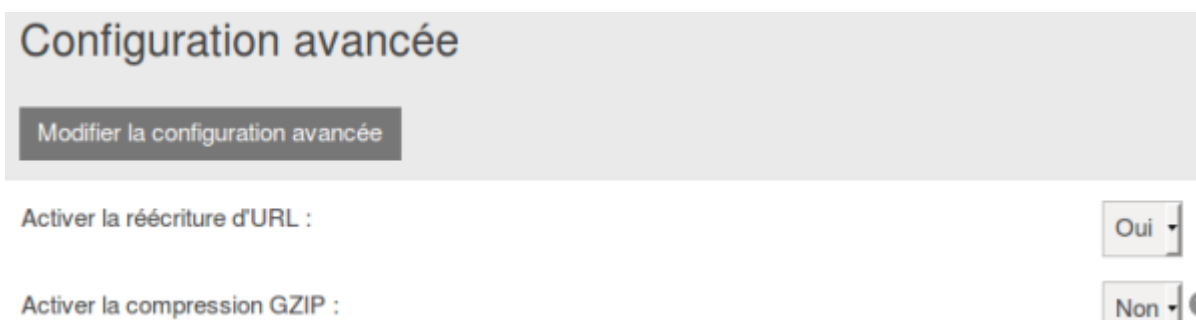 Configuration avancée
Modifier la configuration avancée
Activer la réécriture d'URL : Oui
Activer la compression GZIP : Non